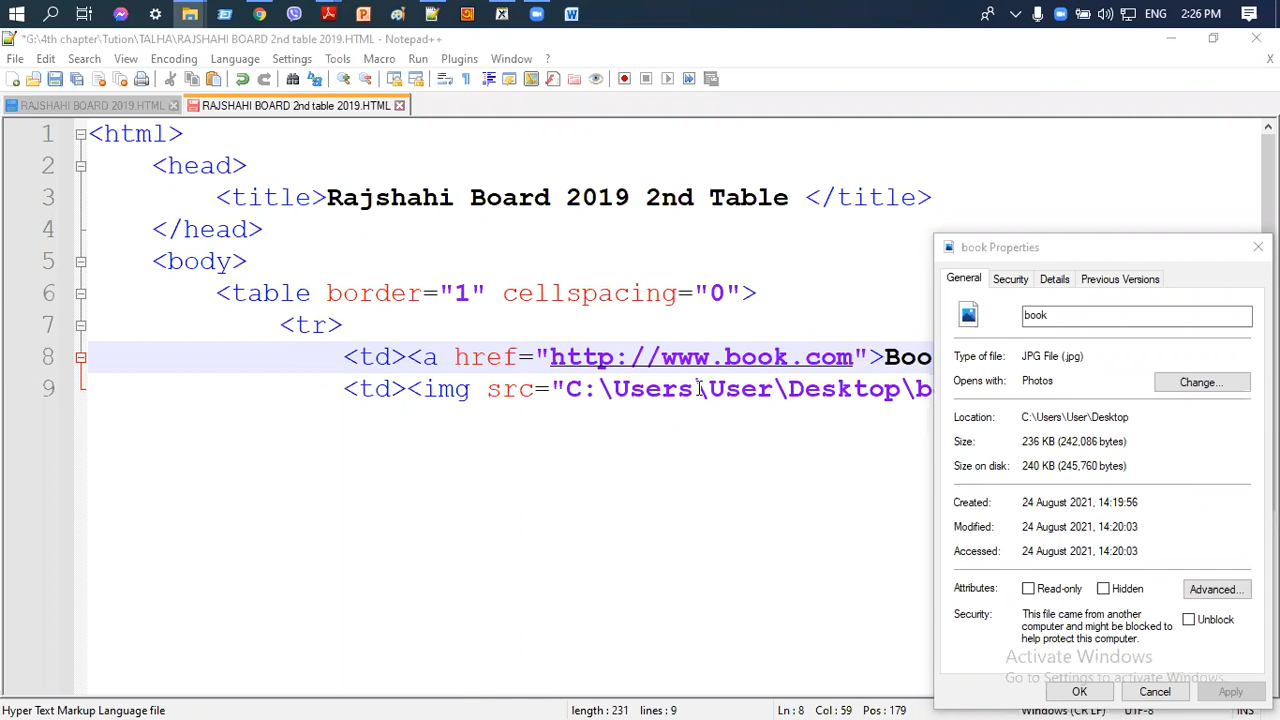 ENG 2:26 PM
*G:\4th chapter\Tution\TALHA\RAJSHAHI BOARD 2nd table 2019.HTML - Notepad++
File Edit Search View Encoding Language Settings Tools Macro Run Plugins Window ? X
RAJSHAHI BOARD 2019.HTML RAJSHAHI BOARD 2nd table 2019.HTML
1 <html>
2 <head>
3 <title>Rajshahi Board 2019 2nd Table </title>
4 </head>
5 <body>
6 <table border="1" cellspacing="0">
7 <tr>
8 <td><a href="http://www.book.com">Boo
9 <td><img src="C:\Users\User\Desktop\b
book Properties
General Security Details Previous Versions
book
Type of file: JPG File (.jpg)
Opens with: Photos Change...
Location: C:\Users\User\Desktop
Size: 236 KB (242,086 bytes)
Size on disk: 240 KB (245,760 bytes)
Created: 24 August 2021, 14:19:56
Modified: 24 August 2021, 14:20:03
Accessed: 24 August 2021, 14:20:03
Attributes: Read-only Hidden Advanced...
Security: This file came from another Unblock
computer and might be blocked to
help protect this computer.
Activate Windows
Go to Settings to activate Windows.
OK Cancel Apply
Hyper Text Markup Language file length : 231 lines : 9 Ln : 8 Col : 59 Pos : 179 Windows (CR LF) UTF-8 INS